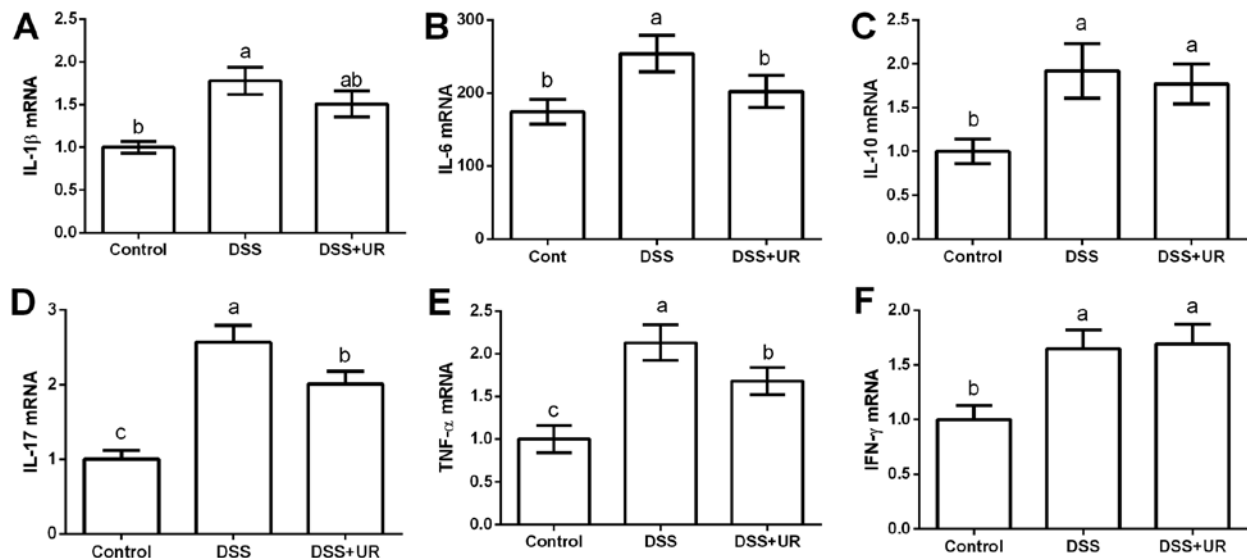 A
IL-1β mRNA
2.5
2.0
1.5
1.0
0.5
0.0
b
a
ab
Control DSS DSS+UR
B
IL-6 mRNA
300
200
100
0
b
a
b
Cont DSS DSS+UR
C
IL-10 mRNA
2.5
2.0
1.5
1.0
0.5
0.0
b
a
a
Control DSS DSS+UR
D
IL-17 mRNA
3
2
1
0
c
a
b
Control DSS DSS+UR
E
TNF-α mRNA
2.5
2.0
1.5
1.0
0.5
0.0
c
a
b
Control DSS DSS+UR
F
IFN-γ mRNA
2.0
1.5
1.0
0.5
0.0
b
a
a
Control DSS DSS+UR